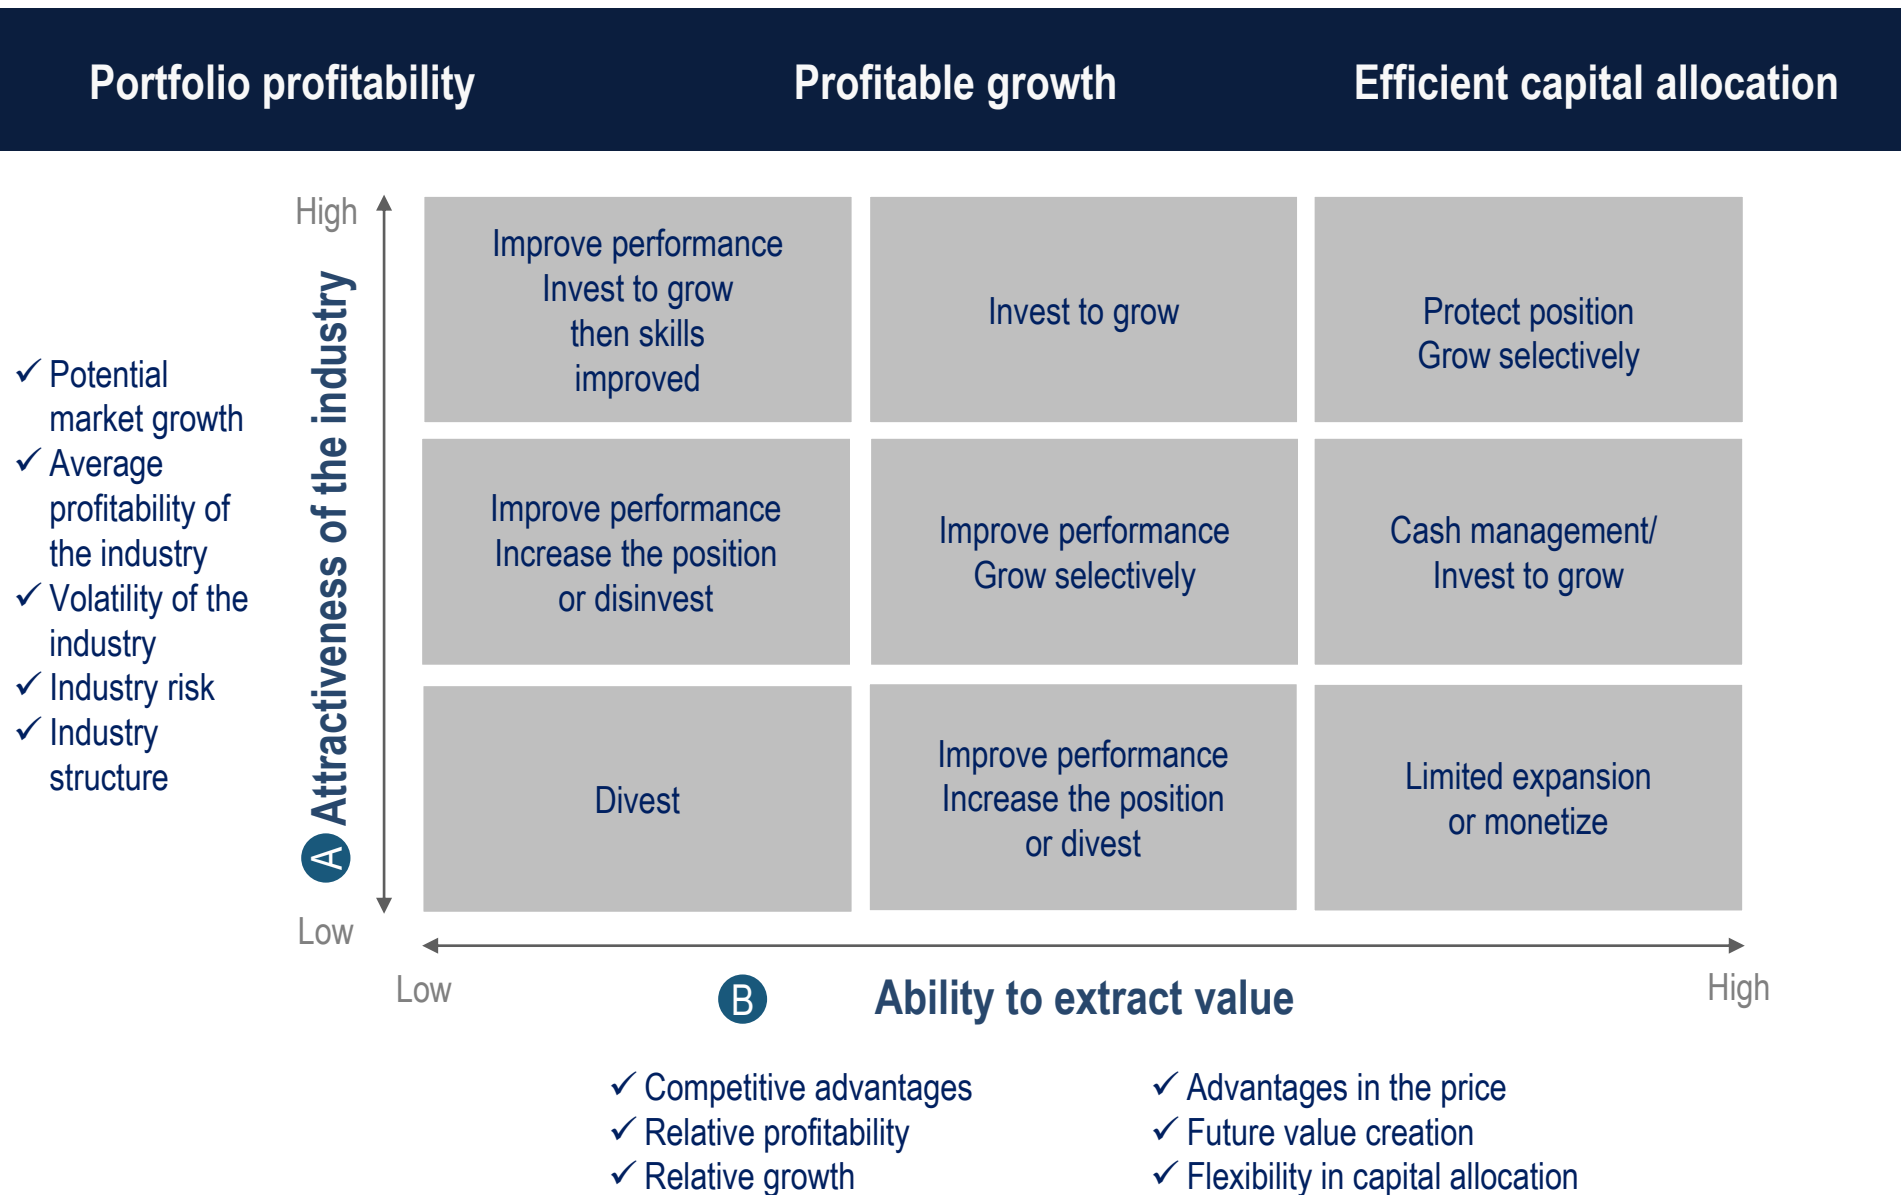 Portfolio profitability
Profitable growth
Efficient capital allocation
High
Improve performance
Invest to grow
then skills
improved
Invest to grow
Protect position
Grow selectively
Potential
market growth
Average
profitability of
the industry
Volatility of the
industry
Industry risk
Industry
structure
A Attractiveness of the industry
Improve performance
Increase the position
or disinvest
Improve performance
Grow selectively
Cash management/
Invest to grow
Divest
Improve performance
Increase the position
or divest
Limited expansion
or monetize
Low
Low
B
Ability to extract value
High
Competitive advantages
Relative profitability
Relative growth
Advantages in the price
Future value creation
Flexibility in capital allocation